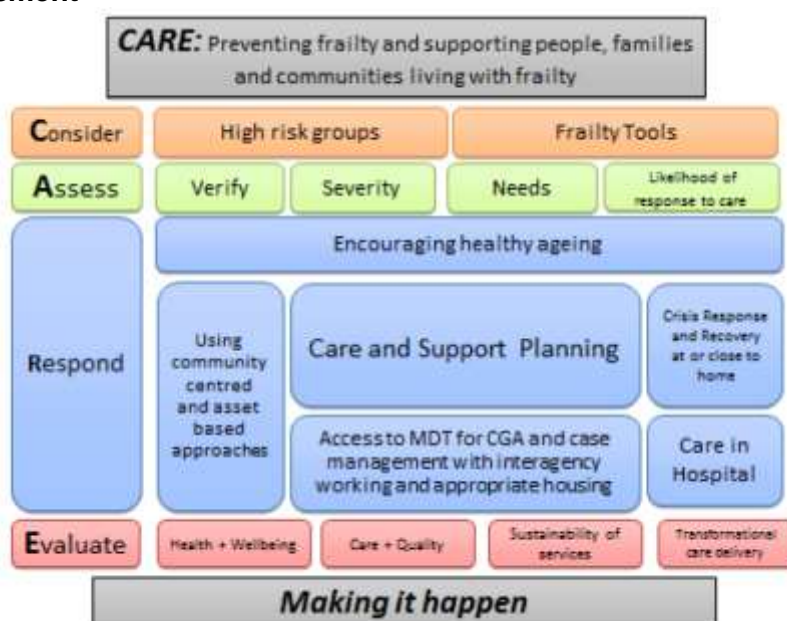 CARE: Preventing frailty and supporting people, families
and communities living with frailty
Consider
High risk groups
Frailty Tools
Assess
Verify
Severity
Needs
Likelihood of
response to care
Respond
Encouraging healthy ageing
Using
community
centred
and asset
based
approaches
Care and Support Planning
Crisis Response
and Recovery
at or close to
home
Access to MDT for CGA and case
management with interagency
working and appropriate housing
Care in
Hospital
Evaluate
Health + Wellbeing
Care + Quality
Sustainability of
services
Transformational
care delivery
Making it happen